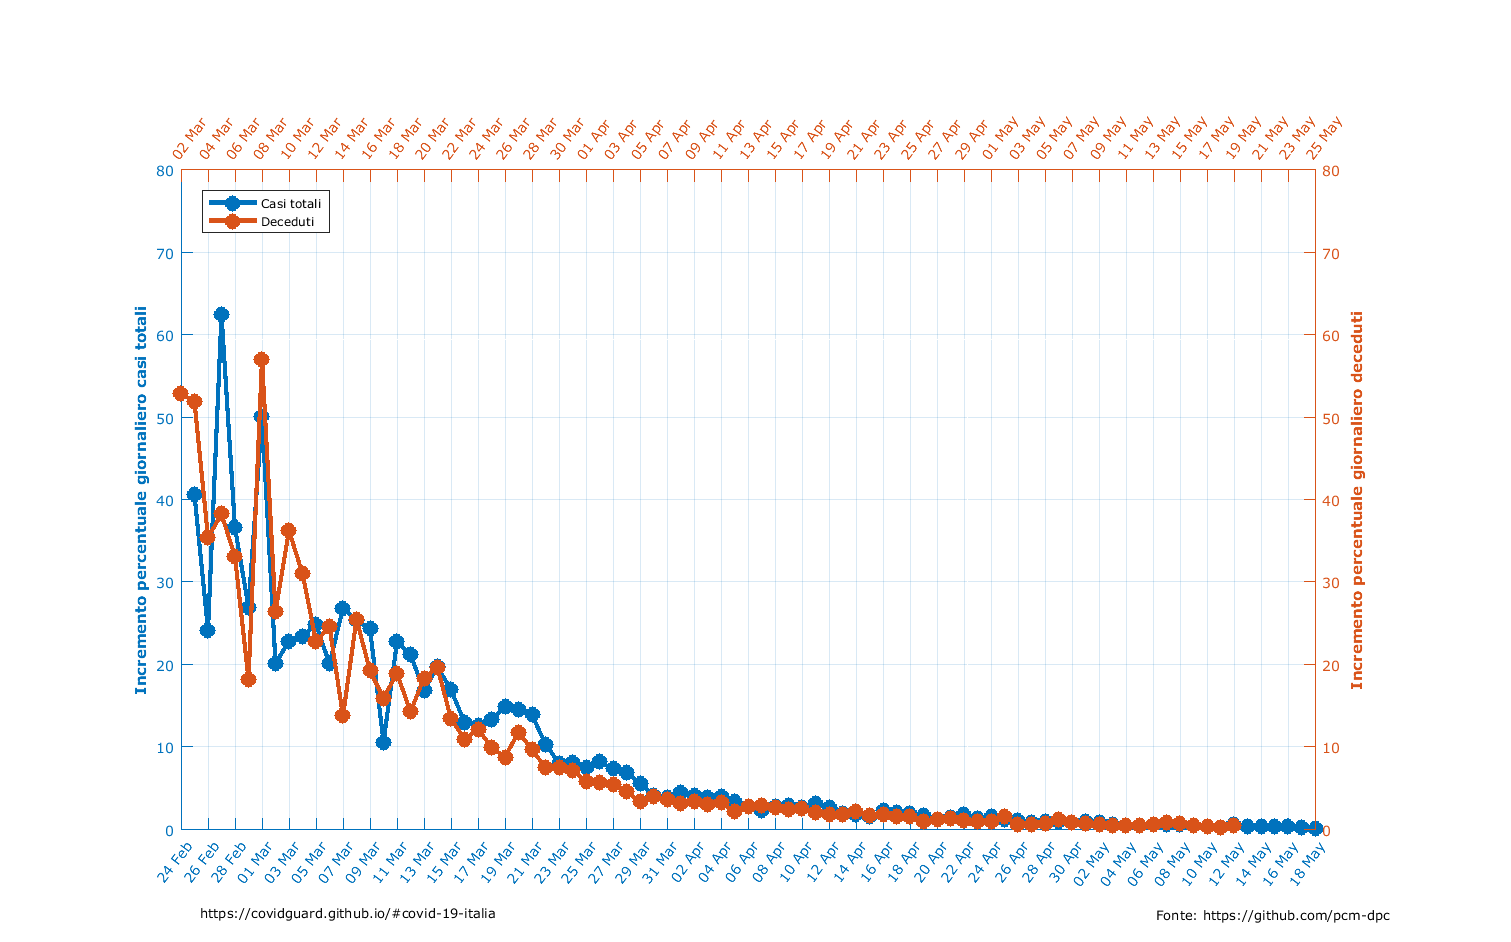 02 Mar 04 Mar 06 Mar 08 Mar 10 Mar 12 Mar 14 Mar 16 Mar 18 Mar 20 Mar 22 Mar 24 Mar 26 Mar 28 Mar 30 Mar 01 Apr 03 Apr 05 Apr 07 Apr 09 Apr 11 Apr 13 Apr 15 Apr 17 Apr 19 Apr 21 Apr 23 Apr 25 Apr 27 Apr 29 Apr 01 May 03 May 05 May 07 May 09 May 11 May 13 May 15 May 17 May 19 May 21 May 23 May 25 May
Casi totali
Deceduti
Incremento percentuale giornaliero casi totali
80
70
60
50
40
30
20
10
0
80
70
60
50
40
30
20
10
0
Incremento percentuale giornaliero deceduti
24 Feb 26 Feb 28 Feb 01 Mar 03 Mar 05 Mar 07 Mar 09 Mar 11 Mar 13 Mar 15 Mar 17 Mar 19 Mar 21 Mar 23 Mar 25 Mar 27 Mar 29 Mar 31 Mar 02 Apr 04 Apr 06 Apr 08 Apr 10 Apr 12 Apr 14 Apr 16 Apr 18 Apr 20 Apr 22 Apr 24 Apr 26 Apr 28 Apr 30 Apr 02 May 04 May 06 May 08 May 10 May 12 May 14 May 16 May 18 May
https://covidguard.github.io/#covid-19-italia
Fonte: https://github.com/pcm-dpc